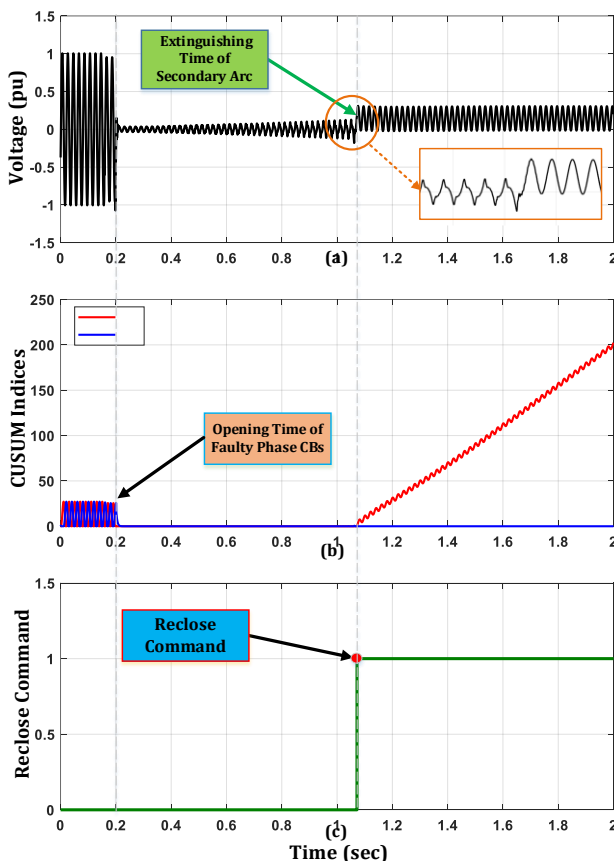 1.5
1
0.5
0
-0.5
-1
-1.5
Voltage (pu)
Extinguishing
Time of
Secondary Arc
0 0.2 0.4 0.6 0.8 1 1.2 1.4 1.6 1.8 2
(a)
250
200
150
100
50
0
CUSUM Indices
Opening Time of
Faulty Phase CBs
0 0.2 0.4 0.6 0.8 1 1.2 1.4 1.6 1.8 2
(b)
1.5
1
0.5
0
Reclose Command
Reclose
Command
0 0.2 0.4 0.6 0.8 1 1.2 1.4 1.6 1.8 2
(c)
Time (sec)